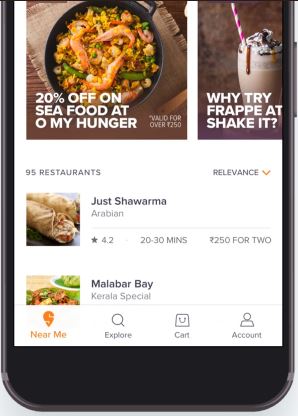 20% OFF ON
SEA FOOD AT
O MY HUNGER
*VALID FOR
OVER ₹250
WHY TRY
FRAPPE AT
SHAKE IT?
95 RESTAURANTS
RELEVANCE
Just Shawarma
Arabian
★ 4.2 · 20-30 MINS · ₹250 FOR TWO
Malabar Bay
Kerala Special
Near Me
Explore
Cart
Account